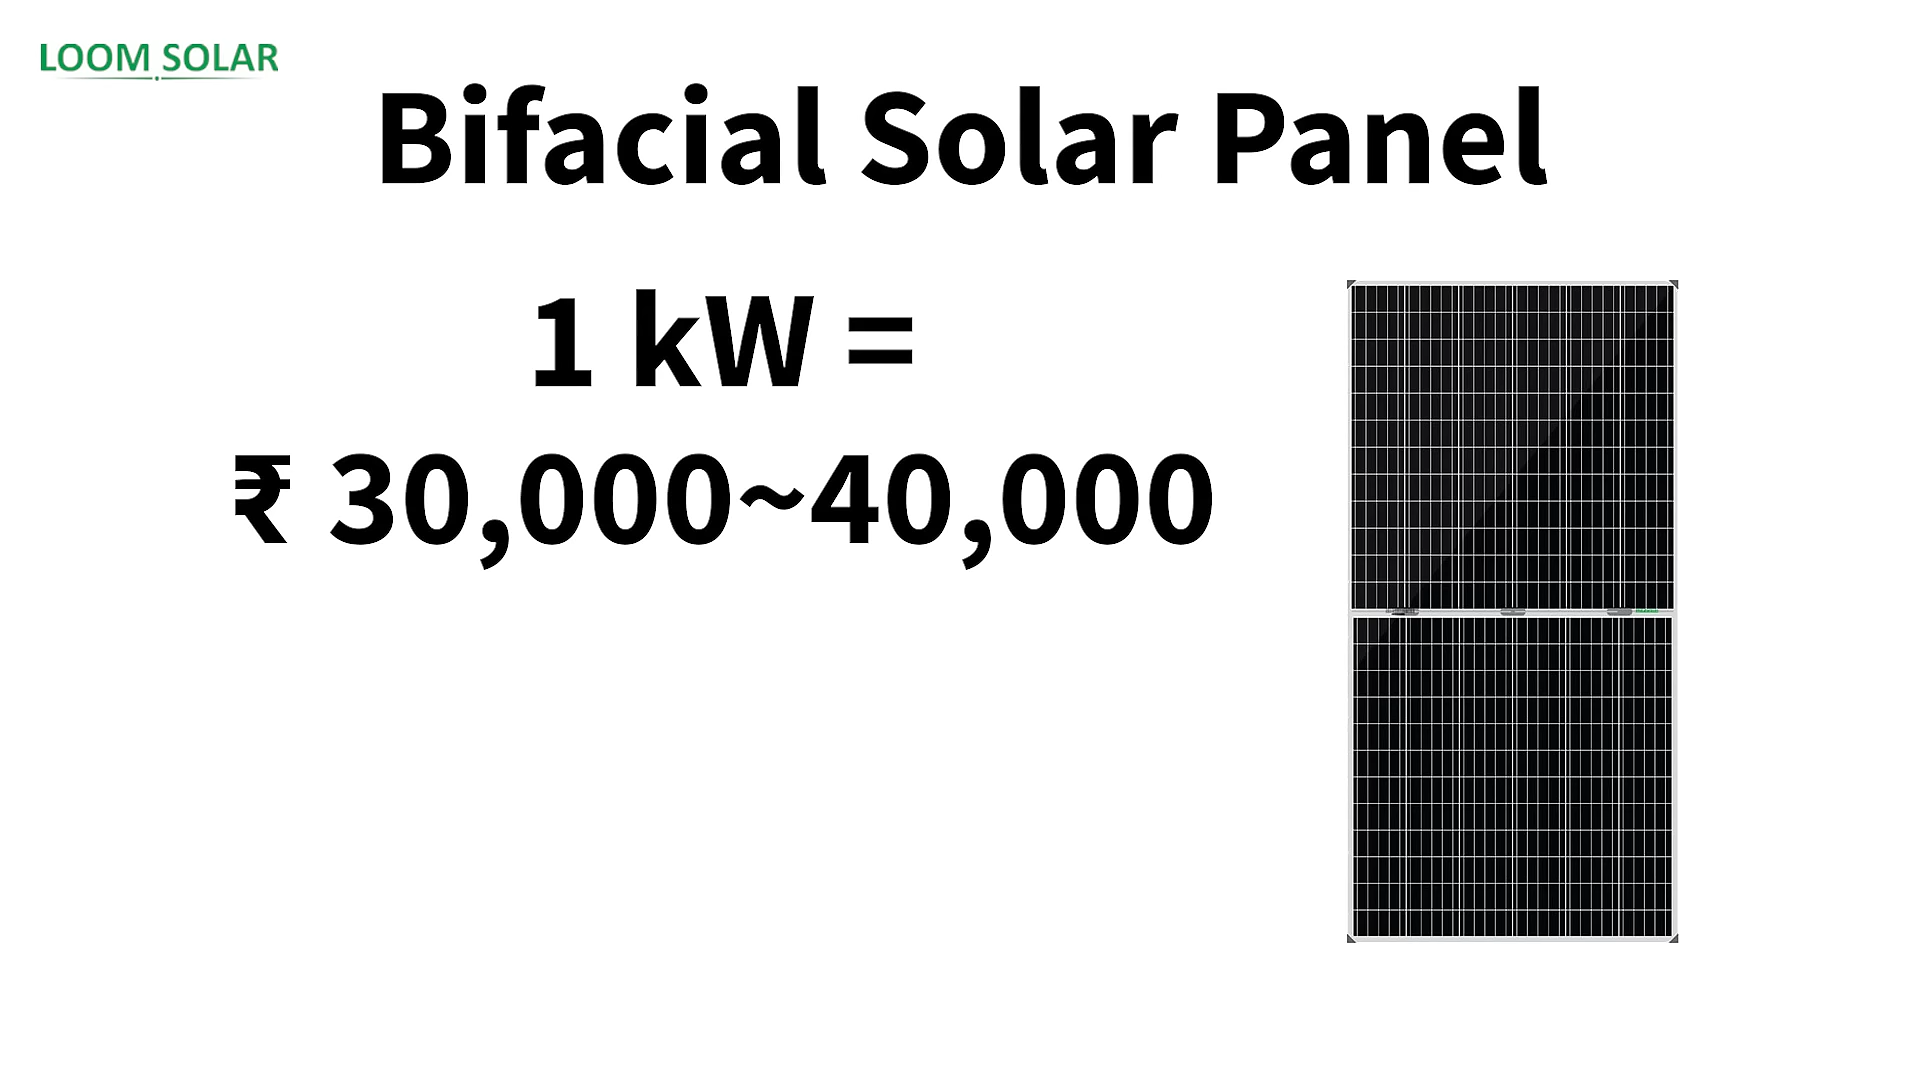 LOOM SOLAR
Bifacial Solar Panel
1 kW =
₹ 30,000~40,000